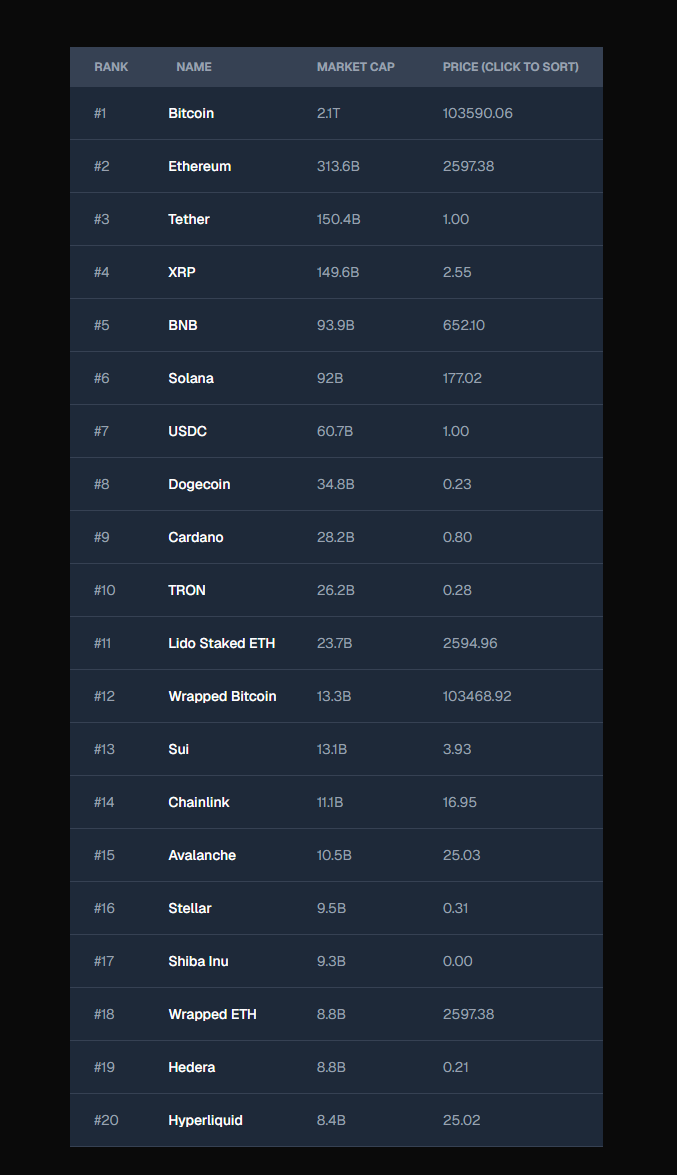 RANK NAME MARKET CAP PRICE (CLICK TO SORT)
#1 Bitcoin 2.1T 103590.06
#2 Ethereum 313.6B 2597.38
#3 Tether 150.4B 1.00
#4 XRP 149.6B 2.55
#5 BNB 93.9B 652.10
#6 Solana 92B 177.02
#7 USDC 60.7B 1.00
#8 Dogecoin 34.8B 0.23
#9 Cardano 28.2B 0.80
#10 TRON 26.2B 0.28
#11 Lido Staked ETH 23.7B 2594.96
#12 Wrapped Bitcoin 13.3B 103468.92
#13 Sui 13.1B 3.93
#14 Chainlink 11.1B 16.95
#15 Avalanche 10.5B 25.03
#16 Stellar 9.5B 0.31
#17 Shiba Inu 9.3B 0.00
#18 Wrapped ETH 8.8B 2597.38
#19 Hedera 8.8B 0.21
#20 Hyperliquid 8.4B 25.02